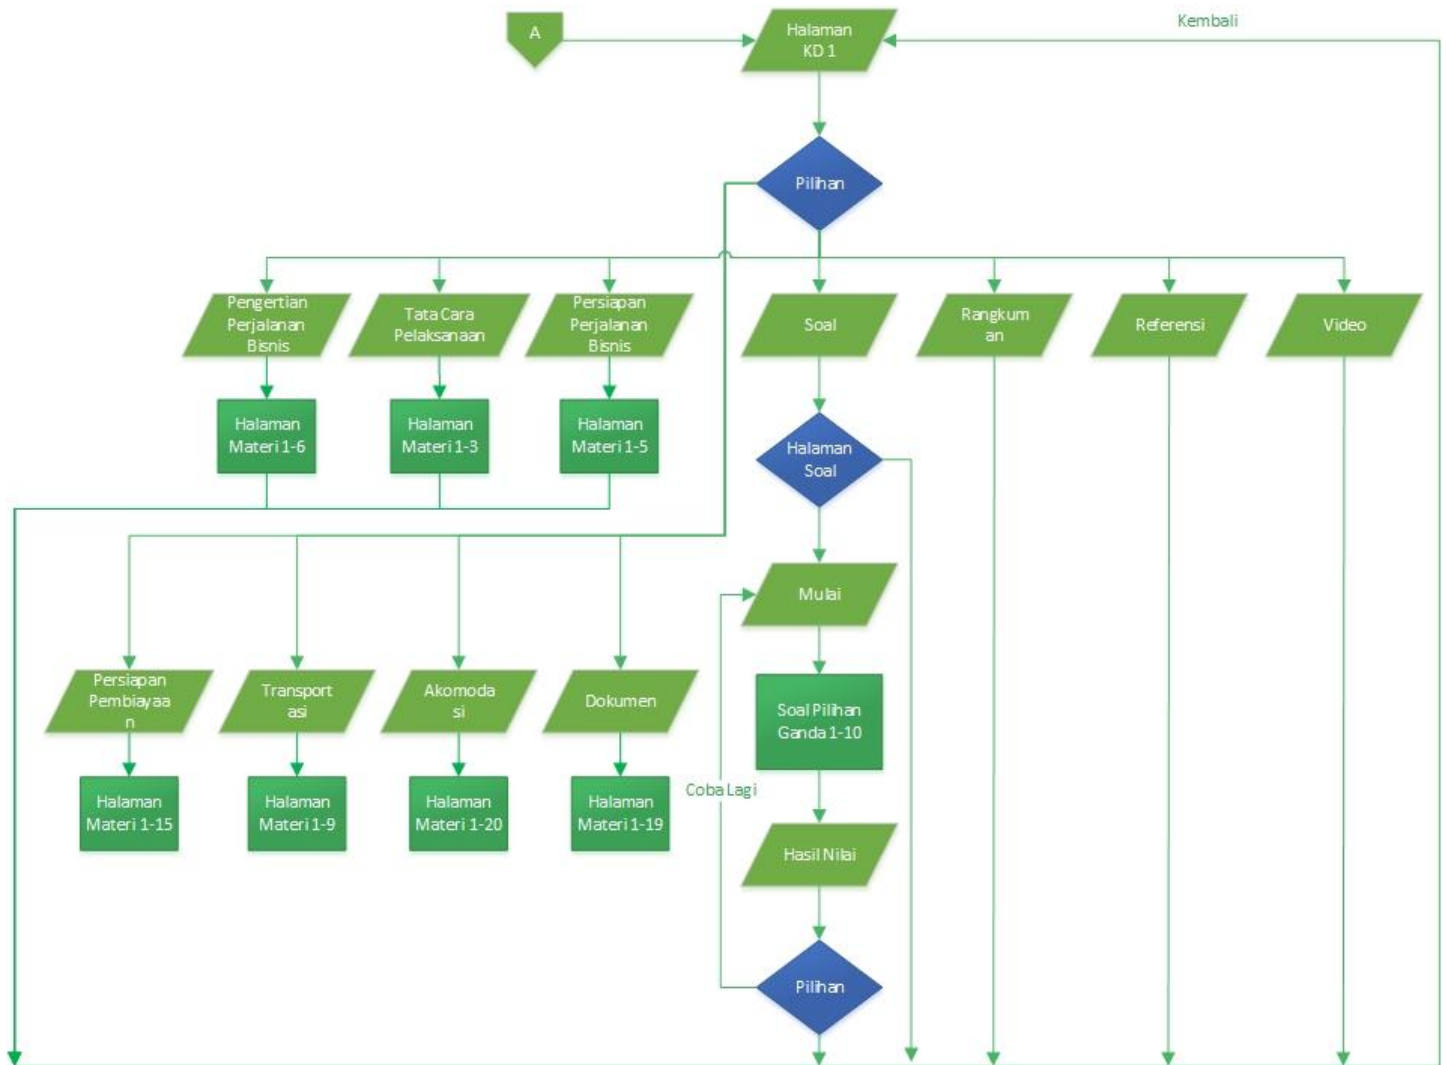 A
Halaman
KD 1
Kembali
Pilihan
Pengertian
Perjalanan
Bisnis
Tata Cara
Pelaksanaan
Persiapan
Perjalanan
Bisnis
Soal
Rangkum
an
Referensi
Video
Halaman
Materi 1-6
Halaman
Materi 1-3
Halaman
Materi 1-5
Halaman
Soal
Mulai
Persiapan
Pembiayaa
n
Transport
asi
Akomoda
si
Dokumen
Soal Pilihan
Ganda 1-10
Coba Lagi
Halaman
Materi 1-15
Halaman
Materi 1-9
Halaman
Materi 1-20
Halaman
Materi 1-19
Hasil Nilai
Pilihan